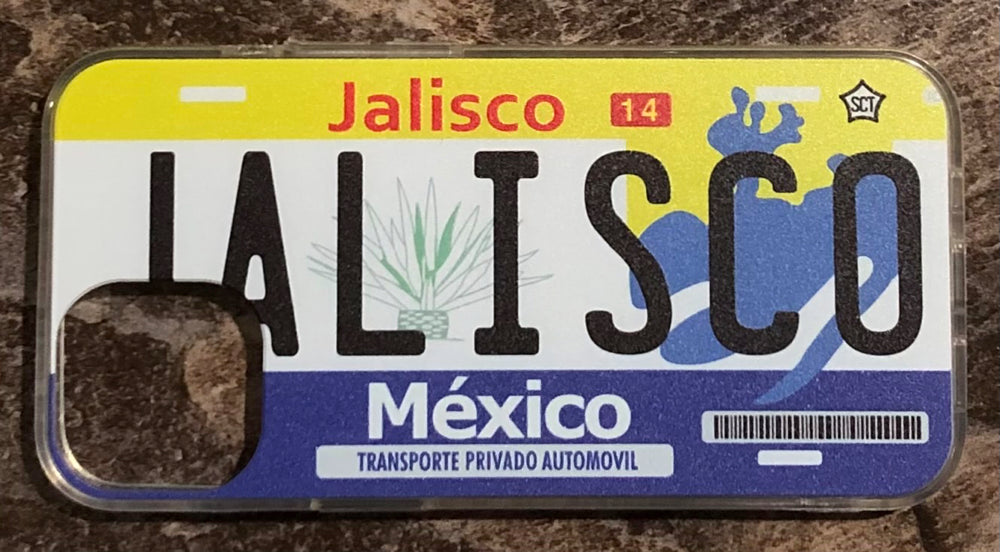 Jalisco 14 SCT
JALISCO
México
TRANSPORTE PRIVADO AUTOMOVIL